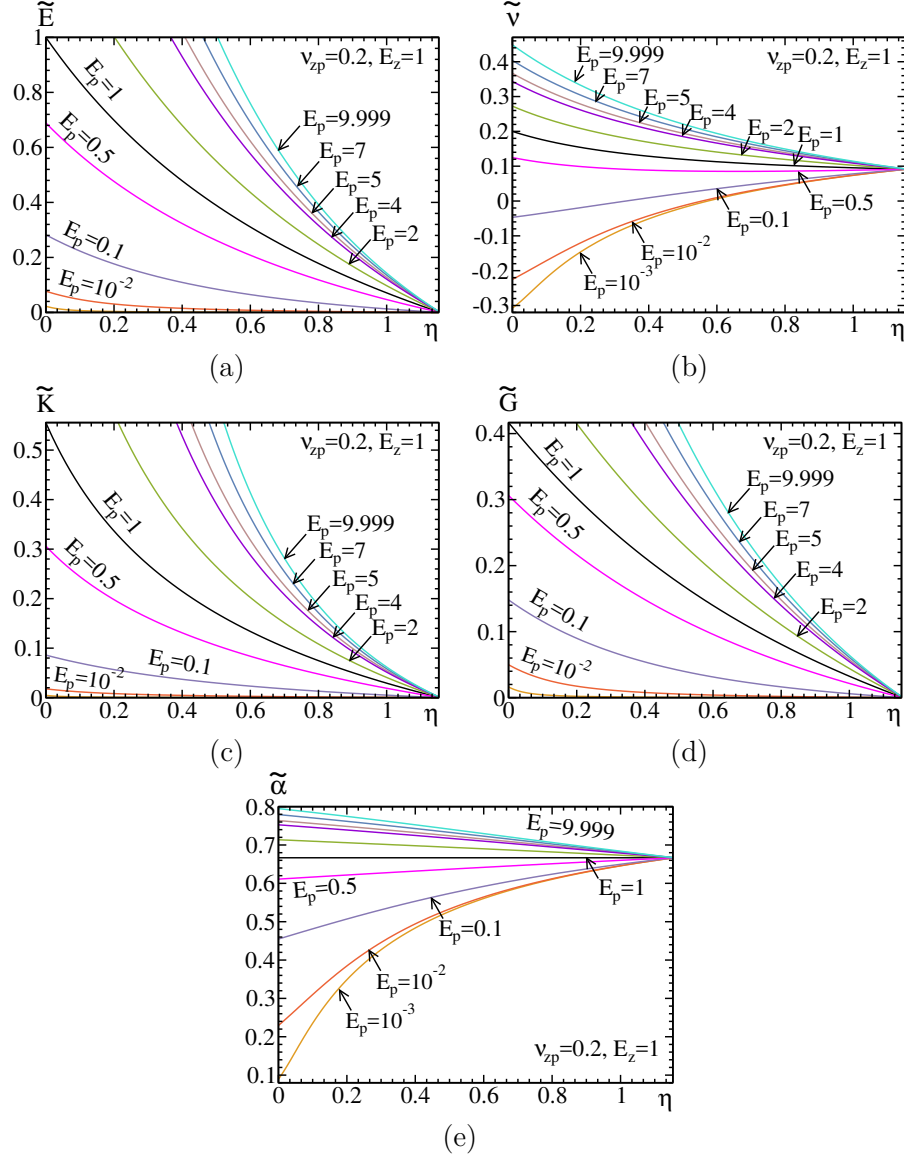 Ẽ
1
0.8
0.6
0.4
0.2
0
0 0.2 0.4 0.6 0.8 1 η
ν_zp=0.2, E_z=1
E_p=1
E_p=0.5
E_p=0.1
E_p=10^-2
E_p=9.999
E_p=7
E_p=5
E_p=4
E_p=2
(a)
ν̃
0.4
0.3
0.2
0.1
0
-0.1
-0.2
-0.3
0 0.2 0.4 0.6 0.8 1 η
ν_zp=0.2, E_z=1
E_p=9.999
E_p=7
E_p=5
E_p=4
E_p=2
E_p=1
E_p=0.5
E_p=0.1
E_p=10^-2
E_p=10^-3
(b)
K̃
0.5
0.4
0.3
0.2
0.1
0
0 0.2 0.4 0.6 0.8 1 η
ν_zp=0.2, E_z=1
E_p=1
E_p=0.5
E_p=0.1
E_p=10^-2
E_p=9.999
E_p=7
E_p=5
E_p=4
E_p=2
(c)
G̃
0.4
0.3
0.2
0.1
0
0 0.2 0.4 0.6 0.8 1 η
ν_zp=0.2, E_z=1
E_p=1
E_p=0.5
E_p=0.1
E_p=10^-2
E_p=9.999
E_p=7
E_p=5
E_p=4
E_p=2
(d)
α̃
0.8
0.7
0.6
0.5
0.4
0.3
0.2
0.1
0 0.2 0.4 0.6 0.8 1 η
E_p=9.999
E_p=1
E_p=0.5
E_p=0.1
E_p=10^-2
E_p=10^-3
ν_zp=0.2, E_z=1
(e)